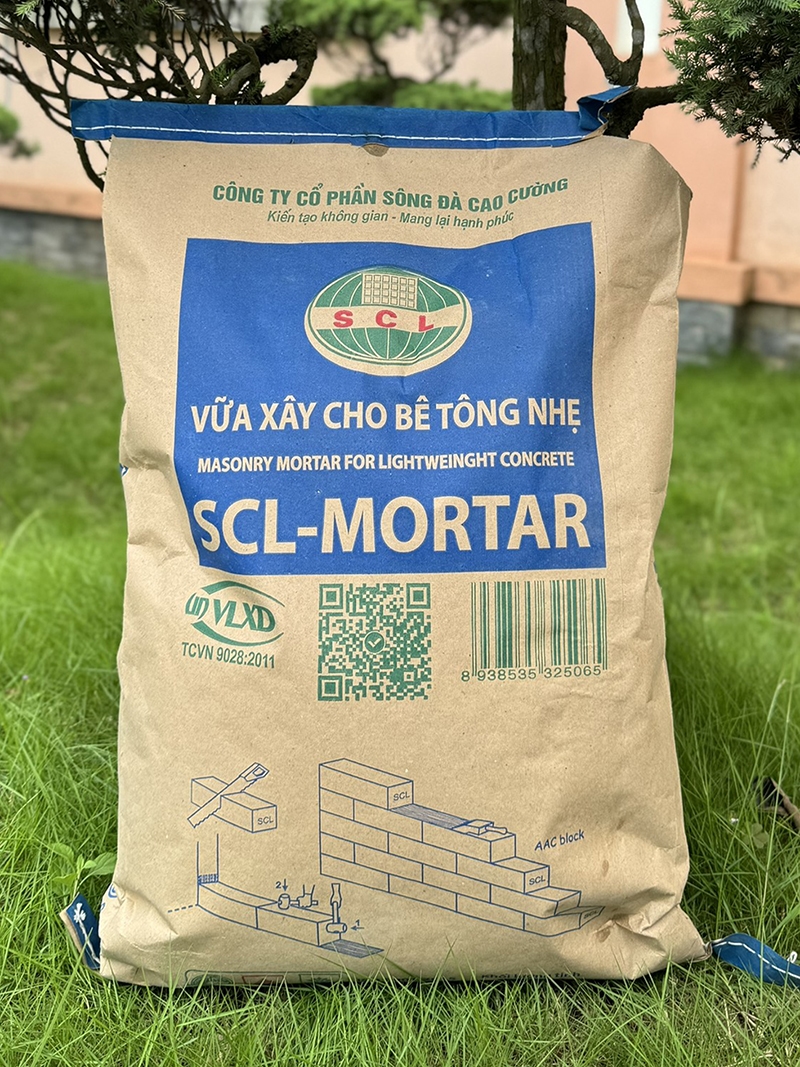 CÔNG TY CỔ PHẦN SÔNG ĐÀ CAO CƯỜNG
Kiến tạo không gian - Mang lại hạnh phúc
SCL
VỮA XÂY CHO BÊ TÔNG NHẸ
MASONRY MORTAR FOR LIGHTWEINGHT CONCRETE
SCL-MORTAR
VLXD
TCVN 9028:2011
8 938535 325065
SCL
SCL
AAC block
SCL
2
1